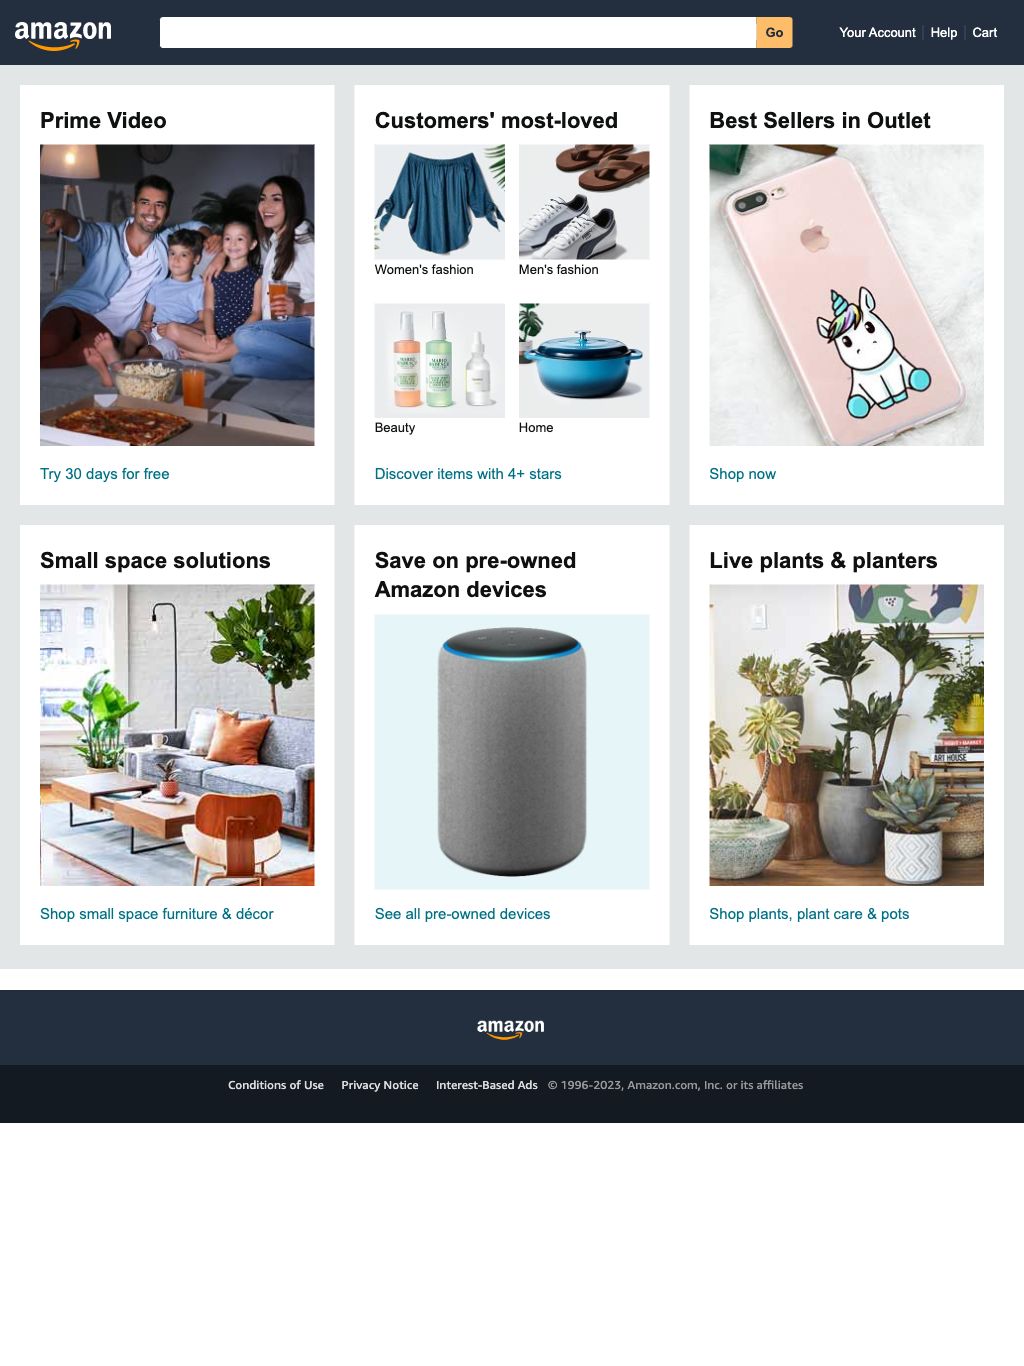 amazon
Go
Your Account
Help
Cart
Prime Video
Customers' most-loved
Best Sellers in Outlet
Women's fashion
Men's fashion
MARIO BADESCU
MARIO BADESCU
Beauty
Home
Try 30 days for free
Discover items with 4+ stars
Shop now
Small space solutions
Save on pre-owned
Amazon devices
Live plants & planters
ART HOUSE
Shop small space furniture & décor
See all pre-owned devices
Shop plants, plant care & pots
amazon
Conditions of Use
Privacy Notice
Interest-Based Ads
© 1996-2023, Amazon.com, Inc. or its affiliates